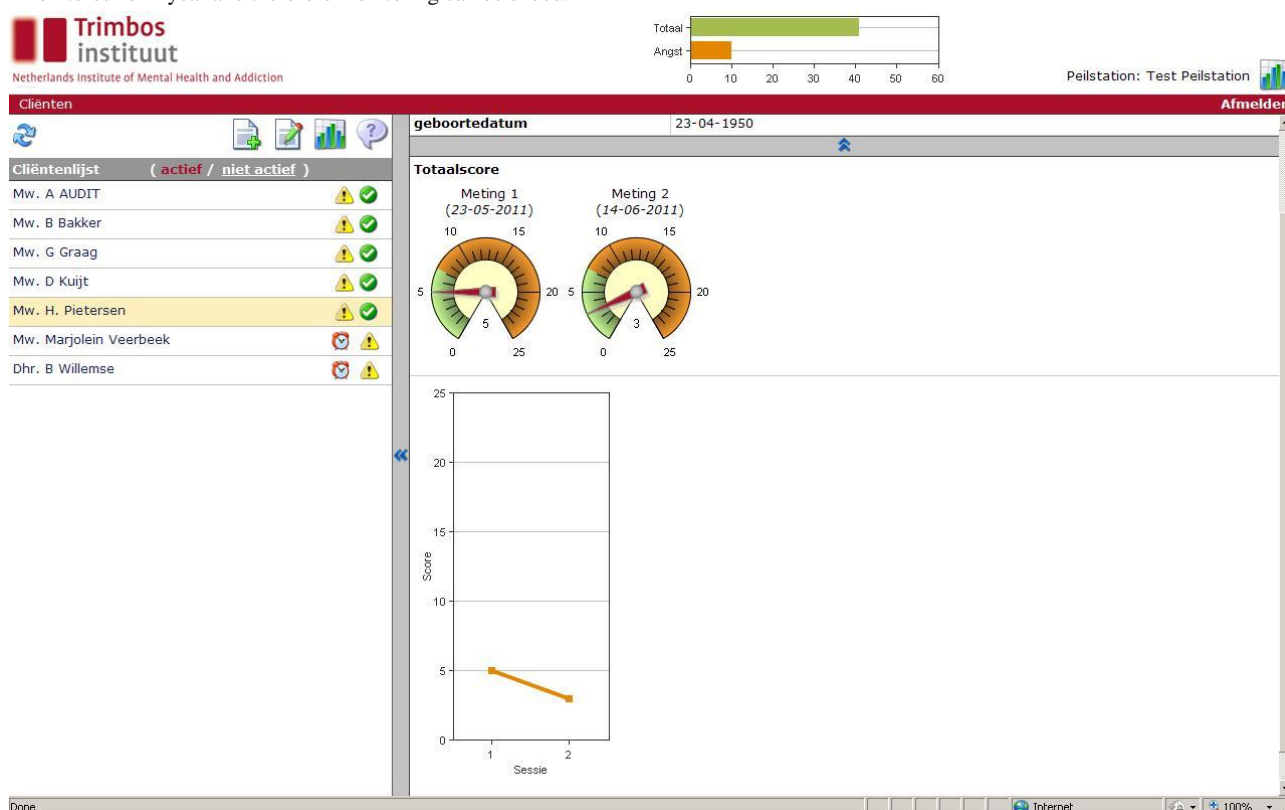 Trimbos
instituut
Netherlands Institute of Mental Health and Addiction
Totaal
Angst
0 10 20 30 40 50 60
Peilstation: Test Peilstation
Cliënten
Afmelden
geboortedatum 23-04-1950
?
Cliëntenlijst ( actief / niet actief )
Mw. A AUDIT
Mw. B Bakker
Mw. G Graag
Mw. D Kuijt
Mw. H. Pietersen
Mw. Marjolein Veerbeek
Dhr. B Willemse
Totaalscore
Meting 1
(23-05-2011)
0 5 10 15 20 25
5
Meting 2
(14-06-2011)
0 5 10 15 20 25
3
25
20
15
10
5
0
Score
1 2
Sessie
Done
Internet
100%